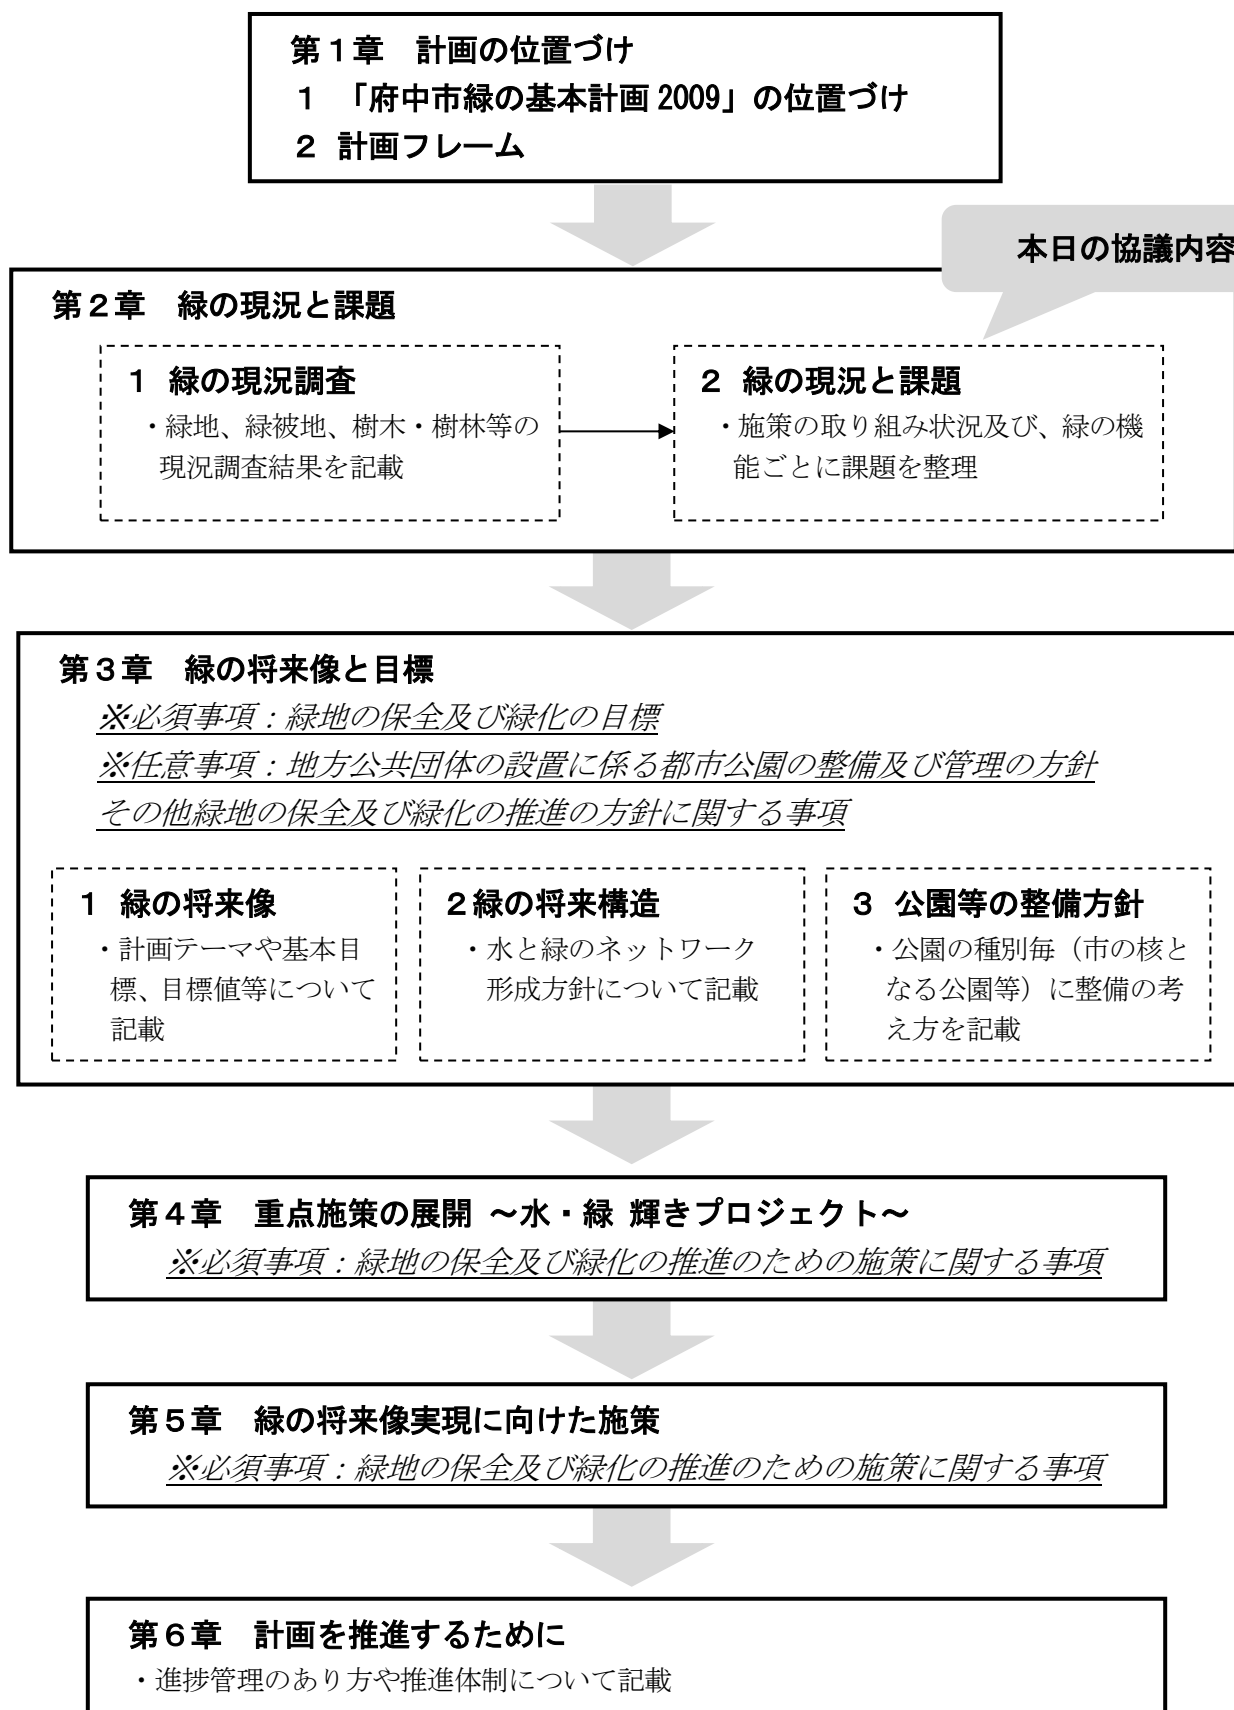 第１章　計画の位置づけ
１　「府中市緑の基本計画 2009」の位置づけ
２ 計画フレーム
本日の協議内容
第２章　緑の現況と課題
１ 緑の現況調査
・緑地、緑被地、樹木・樹林等の
現況調査結果を記載
２ 緑の現況と課題
・施策の取り組み状況及び、緑の機
能ごとに課題を整理
第３章　緑の将来像と目標
※必須事項：緑地の保全及び緑化の目標
※任意事項：地方公共団体の設置に係る都市公園の整備及び管理の方針
その他緑地の保全及び緑化の推進の方針に関する事項
１ 緑の将来像
・計画テーマや基本目
標、目標値等について
記載
２緑の将来構造
・水と緑のネットワーク
形成方針について記載
３ 公園等の整備方針
・公園の種別毎（市の核と
なる公園等）に整備の考
え方を記載
第４章　重点施策の展開 ～水・緑 輝きプロジェクト～
※必須事項：緑地の保全及び緑化の推進のための施策に関する事項
第５章　緑の将来像実現に向けた施策
※必須事項：緑地の保全及び緑化の推進のための施策に関する事項
第６章　計画を推進するために
・進捗管理のあり方や推進体制について記載